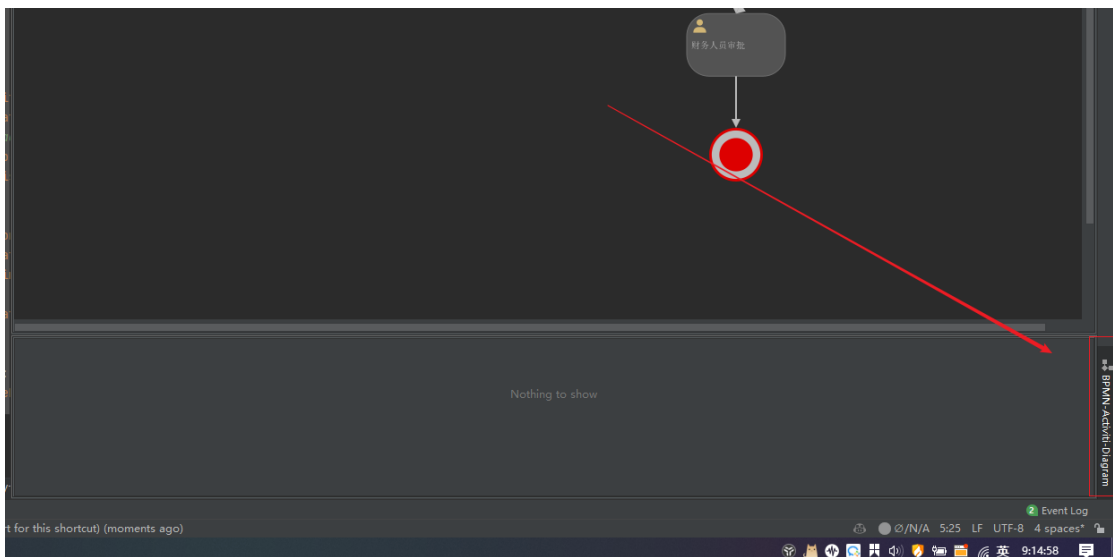 财务人员审批
Nothing to show
BPMN-Activiti-Diagram
2 Event Log
t for this shortcut) (moments ago)
Ø/N/A 5:25 LF UTF-8 4 spaces*
英 9:14:58